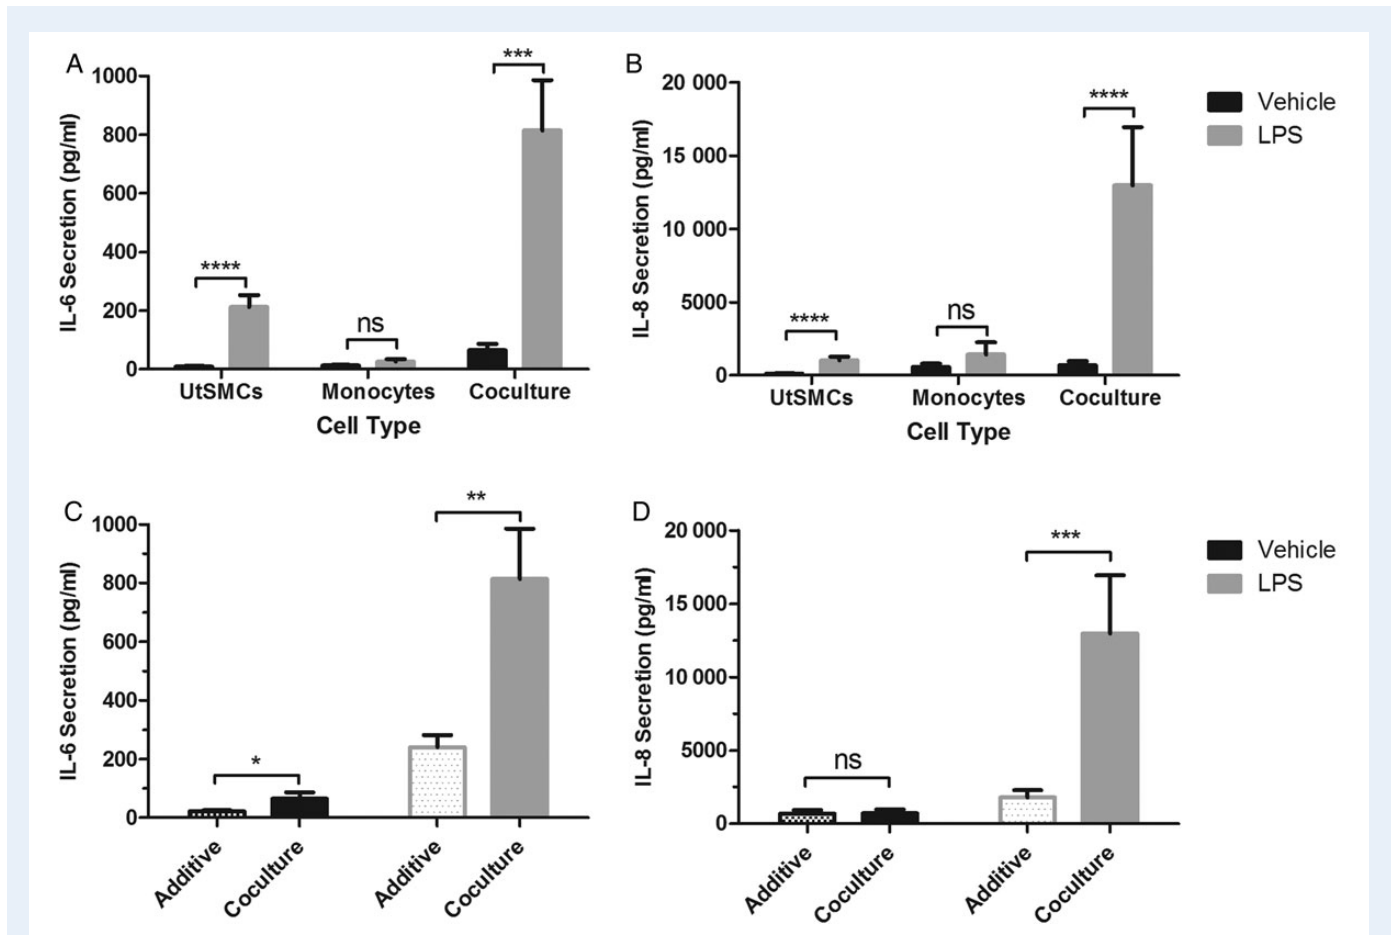 A
IL-6 Secretion (pg/ml)
1000
800
600
400
200
0
****
ns
***
UtSMCs Monocytes Coculture
Cell Type
B
IL-8 Secretion (pg/ml)
20 000
15 000
10 000
5000
0
****
ns
****
UtSMCs Monocytes Coculture
Cell Type
Vehicle
LPS
C
IL-6 Secretion (pg/ml)
1000
800
600
400
200
0
*
**
Additive Coculture Additive Coculture
D
IL-8 Secretion (pg/ml)
20 000
15 000
10 000
5000
0
ns
***
Additive Coculture Additive Coculture
Vehicle
LPS